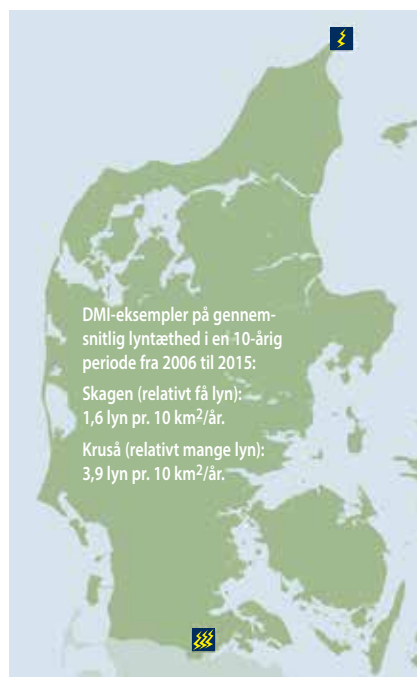 DMI-eksempler på gennem-
snitlig lyntæthed i en 10-årig
periode fra 2006 til 2015:
Skagen (relativt få lyn):
1,6 lyn pr. 10 km²/år.
Kruså (relativt mange lyn):
3,9 lyn pr. 10 km²/år.